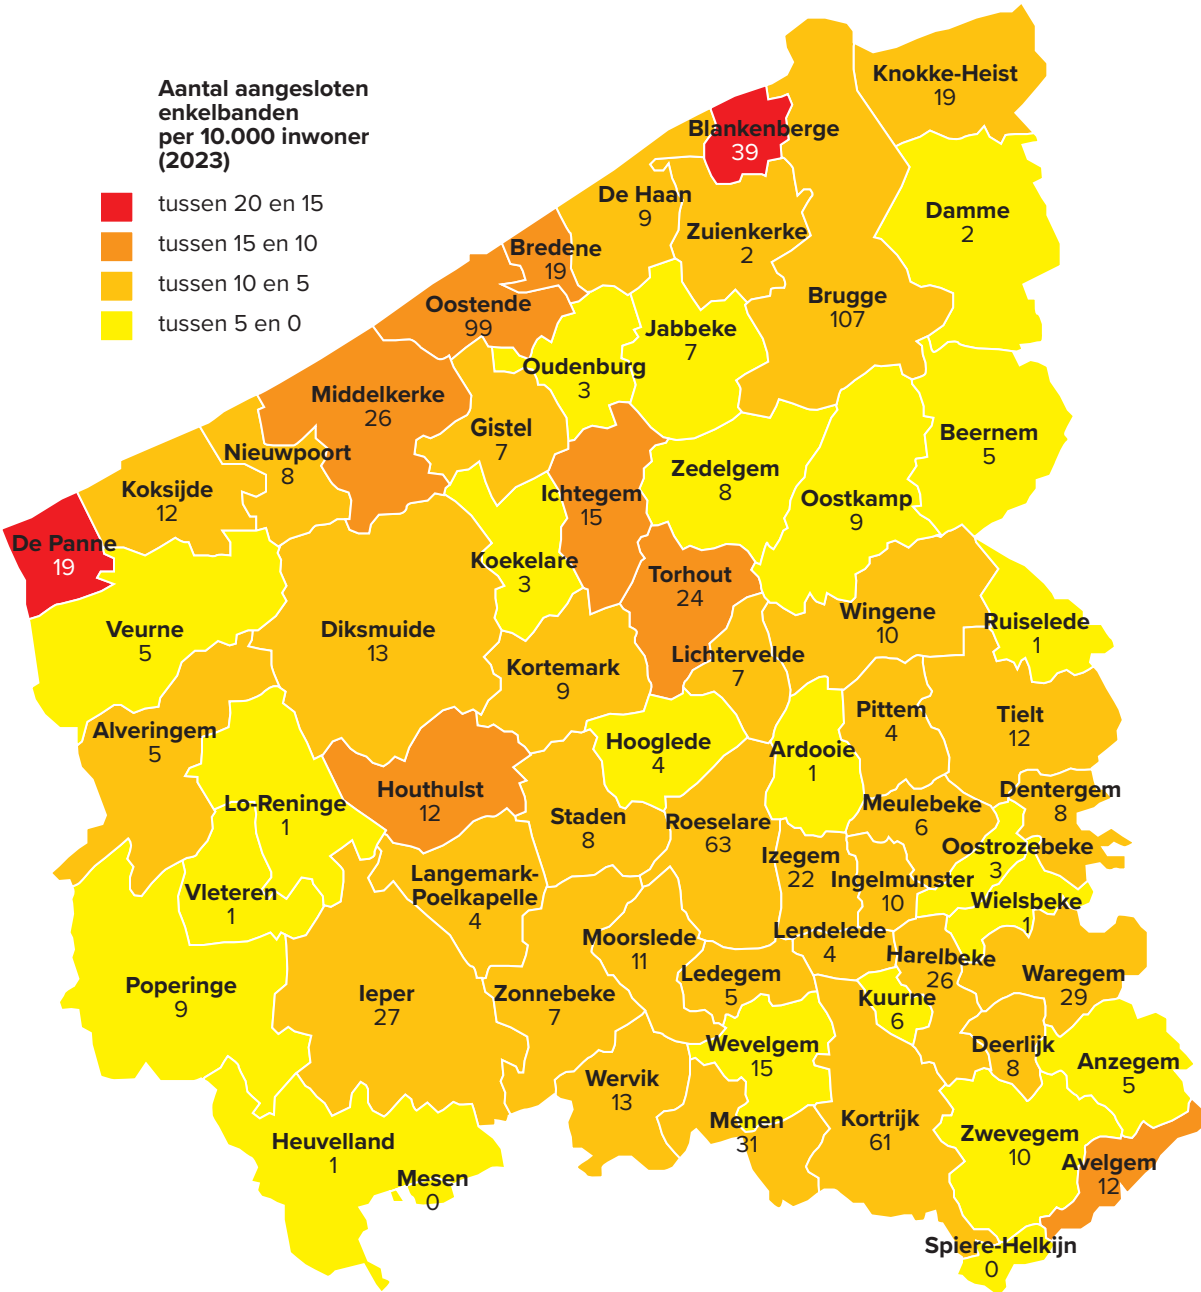 Aantal aangesloten
enkelbanden
per 10.000 inwoner
(2023)
tussen 20 en 15
tussen 15 en 10
tussen 10 en 5
tussen 5 en 0
Knokke-Heist
19
Blankenberge
39
De Haan
9
Zuienkerke
2
Damme
2
Bredene
19
Oostende
99
Brugge
107
Jabbeke
7
Oudenburg
3
Middelkerke
26
Gistel
7
Nieuwpoort
8
Beernem
5
Koksijde
12
Zedelgem
8
Ichtegem
15
Oostkamp
9
De Panne
19
Koekelare
3
Torhout
24
Wingene
10
Ruiselede
1
Veurne
5
Diksmuide
13
Lichtervelde
7
Kortemark
9
Pittem
4
Tielt
12
Alveringem
5
Hooglede
4
Ardooie
1
Houthulst
12
Dentergem
8
Lo-Reninge
1
Meulebeke
6
Staden
8
Roeselare
63
Oostrozebeke
3
Izegem
22
Langemark-
Poelkapelle
4
Ingelmunster
10
Vleteren
1
Wielsbeke
1
Lendelede
4
Moorslede
11
Harelbeke
26
Ledegem
5
Waregem
29
Poperinge
9
Ieper
27
Zonnebeke
7
Kuurne
6
Wevelgem
15
Deerlijk
8
Anzegem
5
Wervik
13
Menen
31
Kortrijk
61
Zwevegem
10
Heuvelland
1
Avelgem
12
Mesen
0
Spiere-Helkijn
0